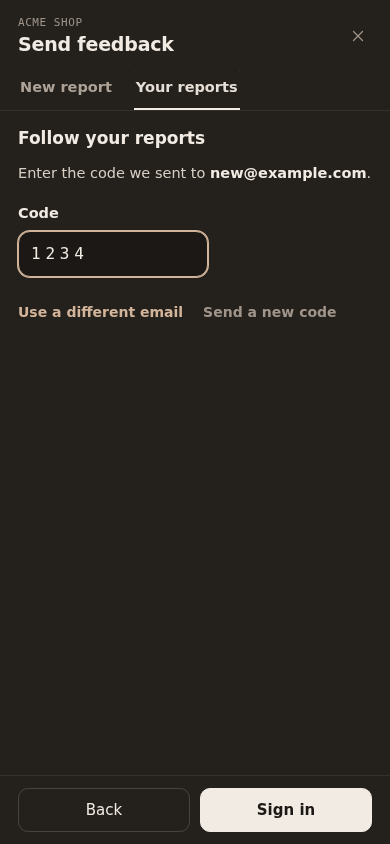 ACME SHOP
Send feedback
New report
Your reports
Follow your reports
Enter the code we sent to new@example.com.
Code
1 2 3 4
Use a different email
Send a new code
Back
Sign in